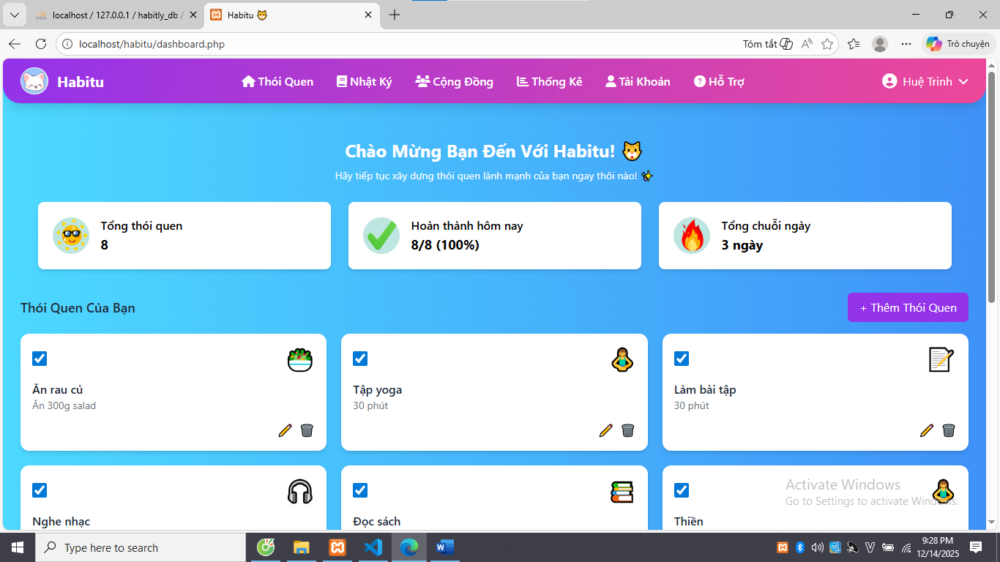 localhost / 127.0.0.1 / habitly_db /
Habitu
localhost/habitu/dashboard.php
Tóm tắt
Trò chuyện
Habitu
Thói Quen
Nhật Ký
Cộng Đồng
Thống Kê
Tài Khoản
Hỗ Trợ
Huệ Trinh
Chào Mừng Bạn Đến Với Habitu!
Hãy tiếp tục xây dựng thói quen lành mạnh của bạn ngay thôi nào!
Tổng thói quen
8
Hoàn thành hôm nay
8/8 (100%)
Tổng chuỗi ngày
3 ngày
Thói Quen Của Bạn
+ Thêm Thói Quen
Ăn rau củ
Ăn 300g salad
Tập yoga
30 phút
Làm bài tập
30 phút
Nghe nhạc
Đọc sách
Thiền
Activate Windows
Go to Settings to activate Windows.
Type here to search
9:28 PM
12/14/2025